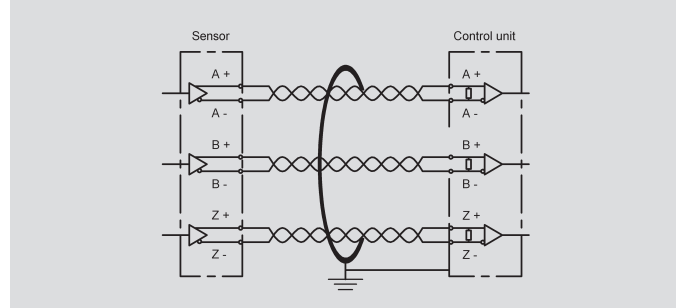 Sensor
Control unit
A +
A +
A -
A -
B +
B +
B -
B -
Z +
Z +
Z -
Z -